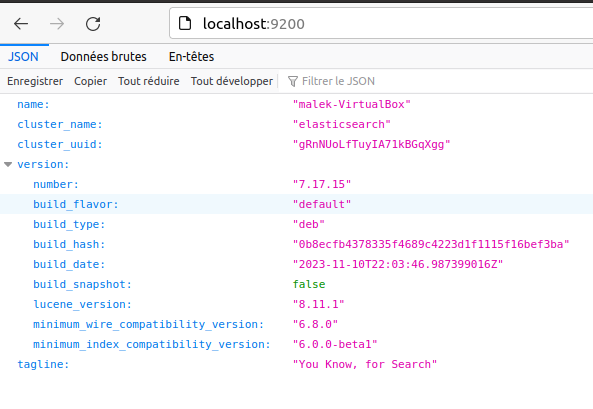 localhost:9200
JSON Données brutes En-têtes
Enregistrer Copier Tout réduire Tout développer Filtrer le JSON
name: "malek-VirtualBox"
cluster_name: "elasticsearch"
cluster_uuid: "gRnNUoLfTuyIA71kBGqXgg"
version:
number: "7.17.15"
build_flavor: "default"
build_type: "deb"
build_hash: "0b8ecfb4378335f4689c4223d1f1115f16bef3ba"
build_date: "2023-11-10T22:03:46.987399016Z"
build_snapshot: false
lucene_version: "8.11.1"
minimum_wire_compatibility_version: "6.8.0"
minimum_index_compatibility_version: "6.0.0-beta1"
tagline: "You Know, for Search"